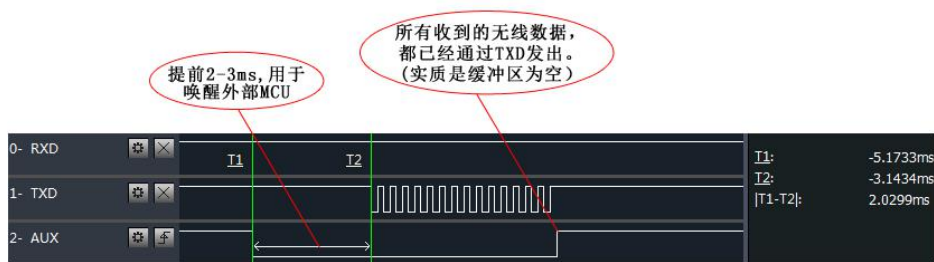 所有收到的无线数据，
都已经通过TXD发出。
(实质是缓冲区为空）
提前2-3ms,用于
唤醒外部MCU
0- RXD
T1
T2
1- TXD
2- AUX
T1: -5.1733ms
T2: -3.1434ms
|T1-T2|: 2.0299ms